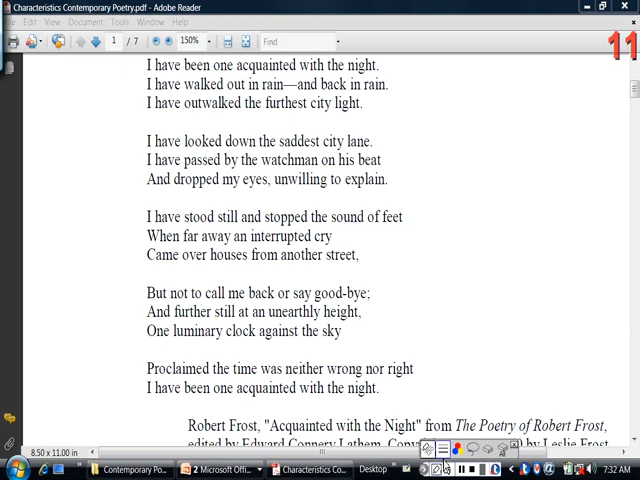 Characteristics Contemporary Poetry.pdf - Adobe Reader
File Edit View Document Tools Window Help
1 / 7 150% Find
11
I have been one acquainted with the night.
I have walked out in rain—and back in rain.
I have outwalked the furthest city light.
I have looked down the saddest city lane.
I have passed by the watchman on his beat
And dropped my eyes, unwilling to explain.
I have stood still and stopped the sound of feet
When far away an interrupted cry
Came over houses from another street,
But not to call me back or say good-bye;
And further still at an unearthly height,
One luminary clock against the sky
Proclaimed the time was neither wrong nor right
I have been one acquainted with the night.
Robert Frost, "Acquainted with the Night" from The Poetry of Robert Frost,
edited by Edward Connery Lathem. by Leslie Frost
8.50 x 11.00 in
Contemporary Po... 2 Microsoft Offi... Characteristics Co... Desktop 7:32 AM